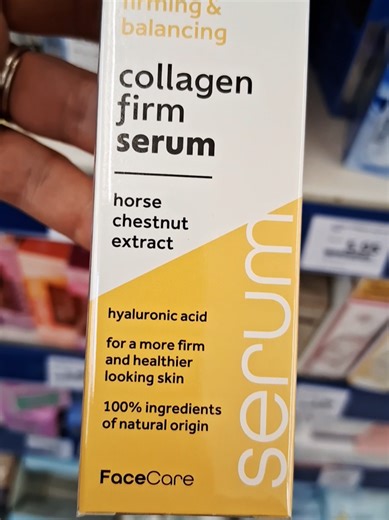 firming &
balancing
collagen
firm
serum
horse
chestnut
extract
serum
hyaluronic acid
for a more firm
and healthier
looking skin
100% ingredients
of natural origin
FaceCare